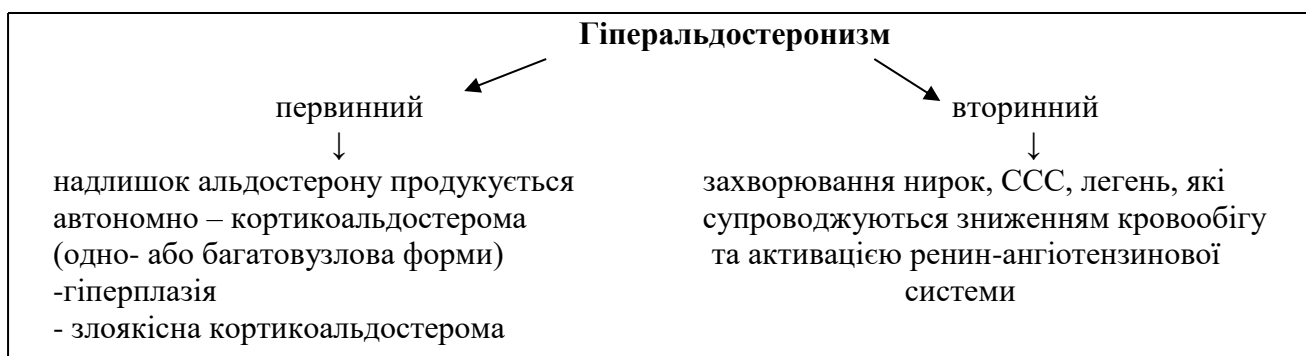 Гіперальдостеронизм
первинний
↓
надлишок альдостерону продукується
автономно – кортикоальдостерома
(одно- або багатовузлова форми)
-гіперплазія
- злоякісна кортикоальдостерома
вторинний
↓
захворювання нирок, ССС, легень, які
супроводжуються зниженням кровообігу
та активацією ренин-ангіотензинової
системи